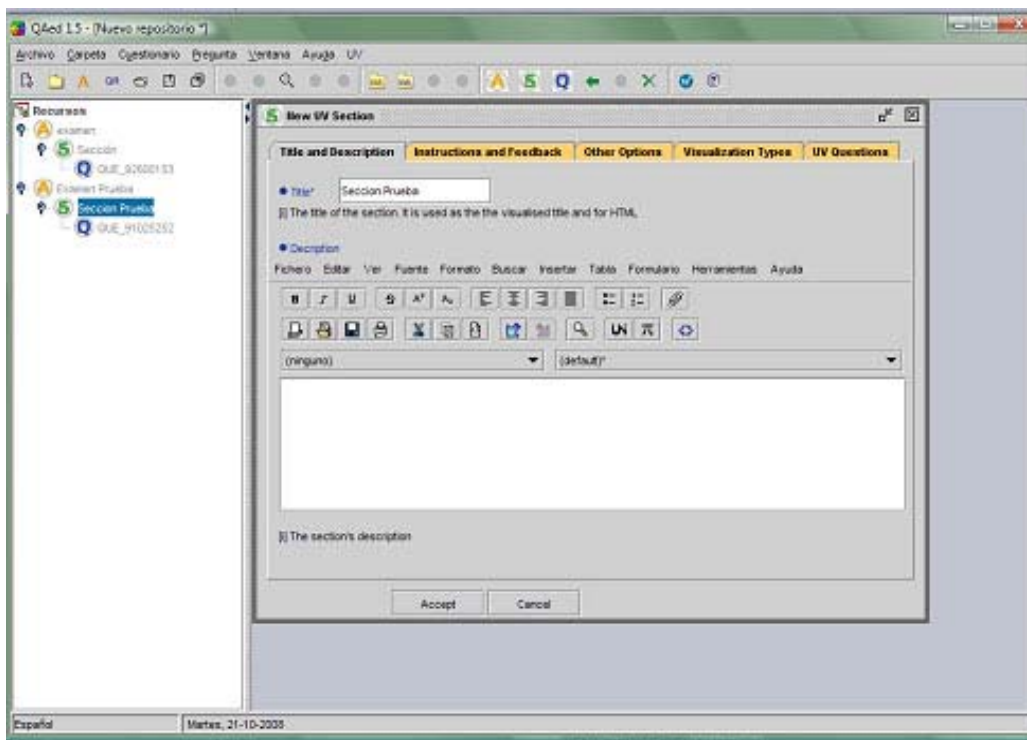 QAed 1.5 - [Nuevo repositorio *]
Archivo Carpeta Cuestionario Pregunta Ventana Ayuda UV
A QR
A S Q
Recursos
A examen
S Sección
Q QUE_92600153
A Examen Prueba
S Seccion Prueba
Q QUE_91025252
S New UV Section
Title and Description Instructions and Feedback Other Options Visualization Types UV Questions
Title* Seccion Prueba
[i] The title of the section. It is used as the the visualised title and for HTML
Decription
Fichero Editar Ver Fuente Formato Buscar Insertar Tabla Formulario Herramientas Ayuda
B I U S
UN π
(ninguno) (default)*
[i] The section's description
Accept Cancel
Español Martes, 21-10-2008